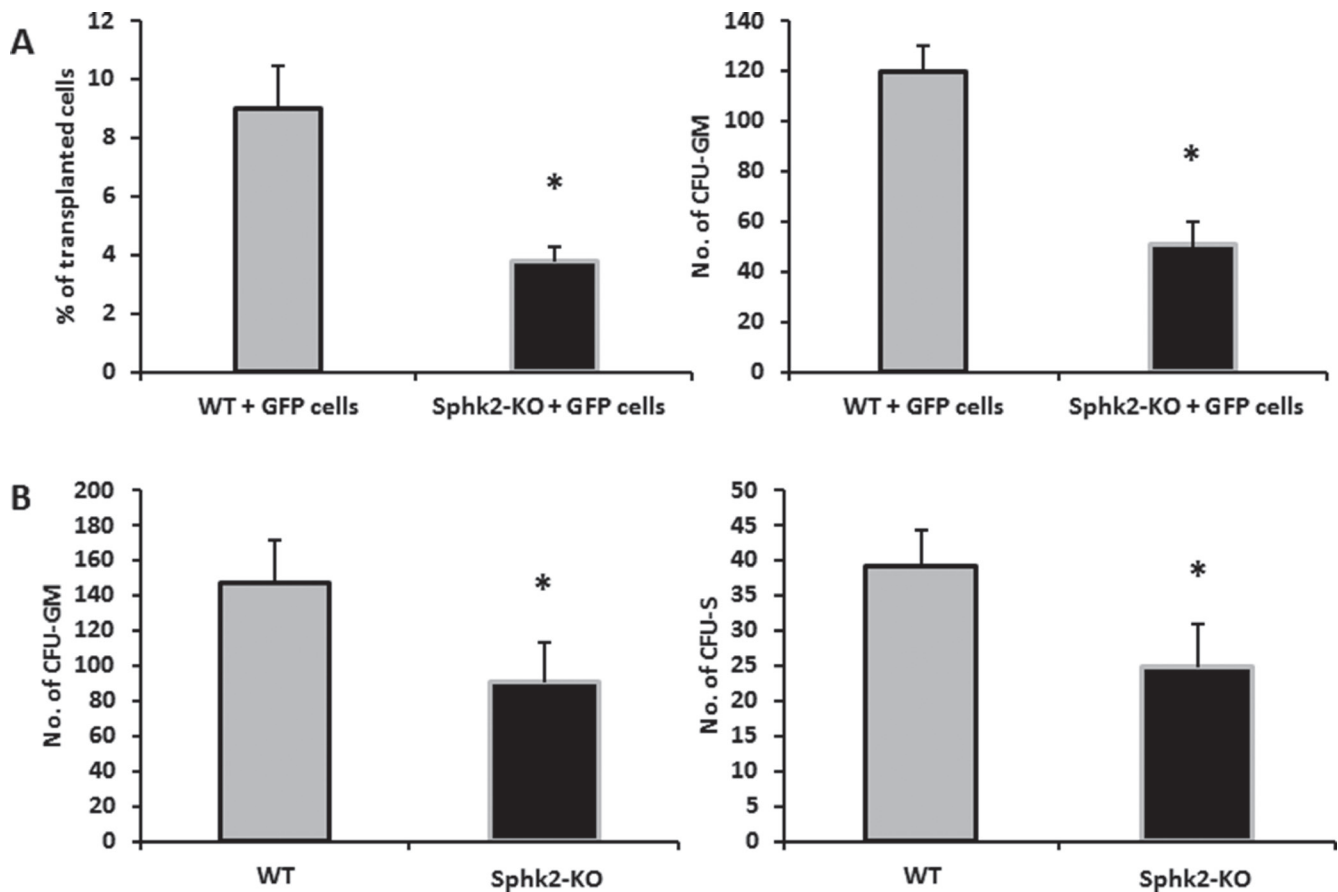 A
% of transplanted cells
12
10
8
6
4
2
0
*
WT + GFP cells
Sphk2-KO + GFP cells
No. of CFU-GM
140
120
100
80
60
40
20
0
*
WT + GFP cells
Sphk2-KO + GFP cells
B
No. of CFU-GM
200
180
160
140
120
100
80
60
40
20
0
*
WT
Sphk2-KO
No. of CFU-S
50
45
40
35
30
25
20
15
10
5
0
*
WT
Sphk2-KO